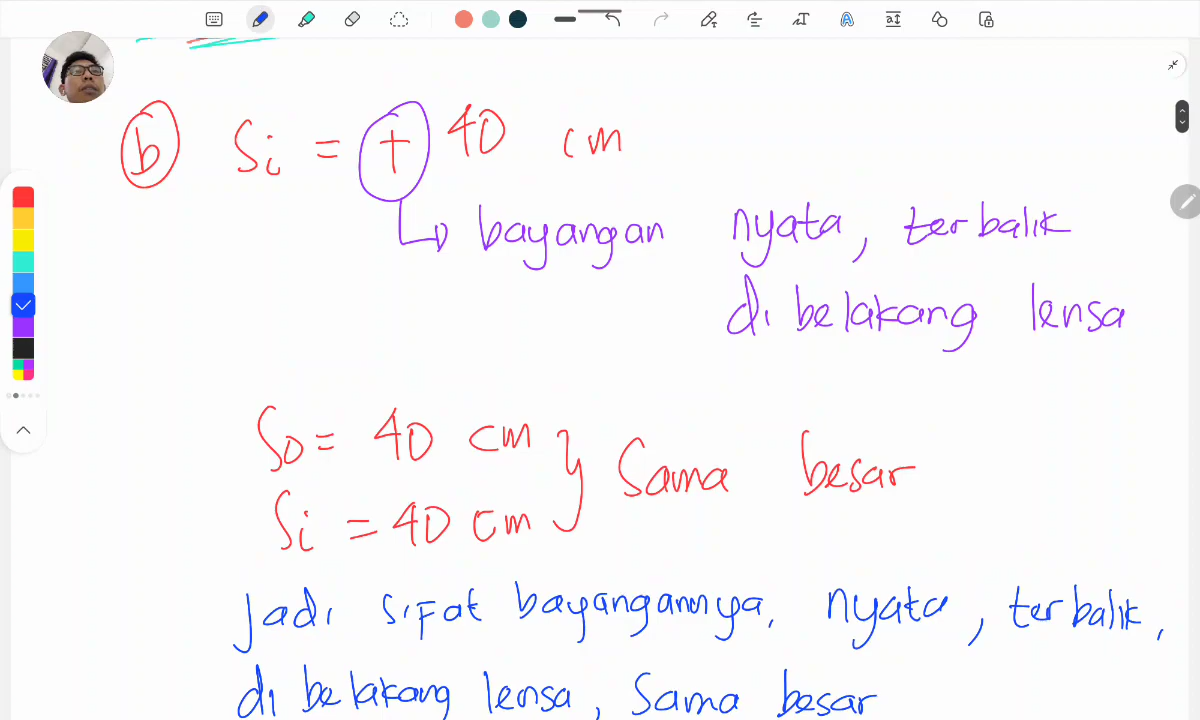 b Si = + 40 cm
↳ bayangan nyata, terbalik
di belakang lensa
So = 40 cm } Sama besar
Si = 40 cm
Jadi sifat bayangannya, nyata, terbalik,
di belakang lensa, Sama besar